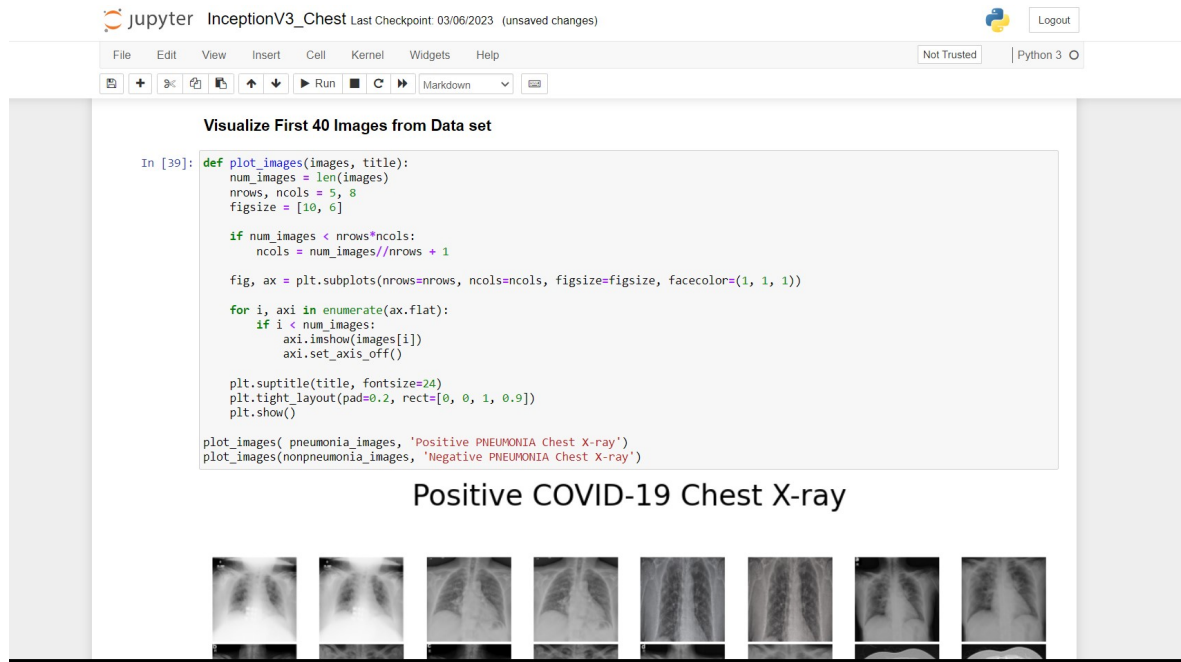 jupyter InceptionV3_Chest Last Checkpoint: 03/06/2023 (unsaved changes) Logout
File Edit View Insert Cell Kernel Widgets Help Not Trusted Python 3
Run Markdown
Visualize First 40 Images from Data set
In [39]: def plot_images(images, title):
    num_images = len(images)
    nrows, ncols = 5, 8
    figsize = [10, 6]
    if num_images < nrows*ncols:
        ncols = num_images//nrows + 1
    fig, ax = plt.subplots(nrows=nrows, ncols=ncols, figsize=figsize, facecolor=(1, 1, 1))
    for i, axi in enumerate(ax.flat):
        if i < num_images:
            axi.imshow(images[i])
            axi.set_axis_off()
    plt.suptitle(title, fontsize=24)
    plt.tight_layout(pad=0.2, rect=[0, 0, 1, 0.9])
    plt.show()
plot_images( pneumonia_images, 'Positive PNEUMONIA Chest X-ray')
plot_images(nonpneumonia_images, 'Negative PNEUMONIA Chest X-ray')
Positive COVID-19 Chest X-ray